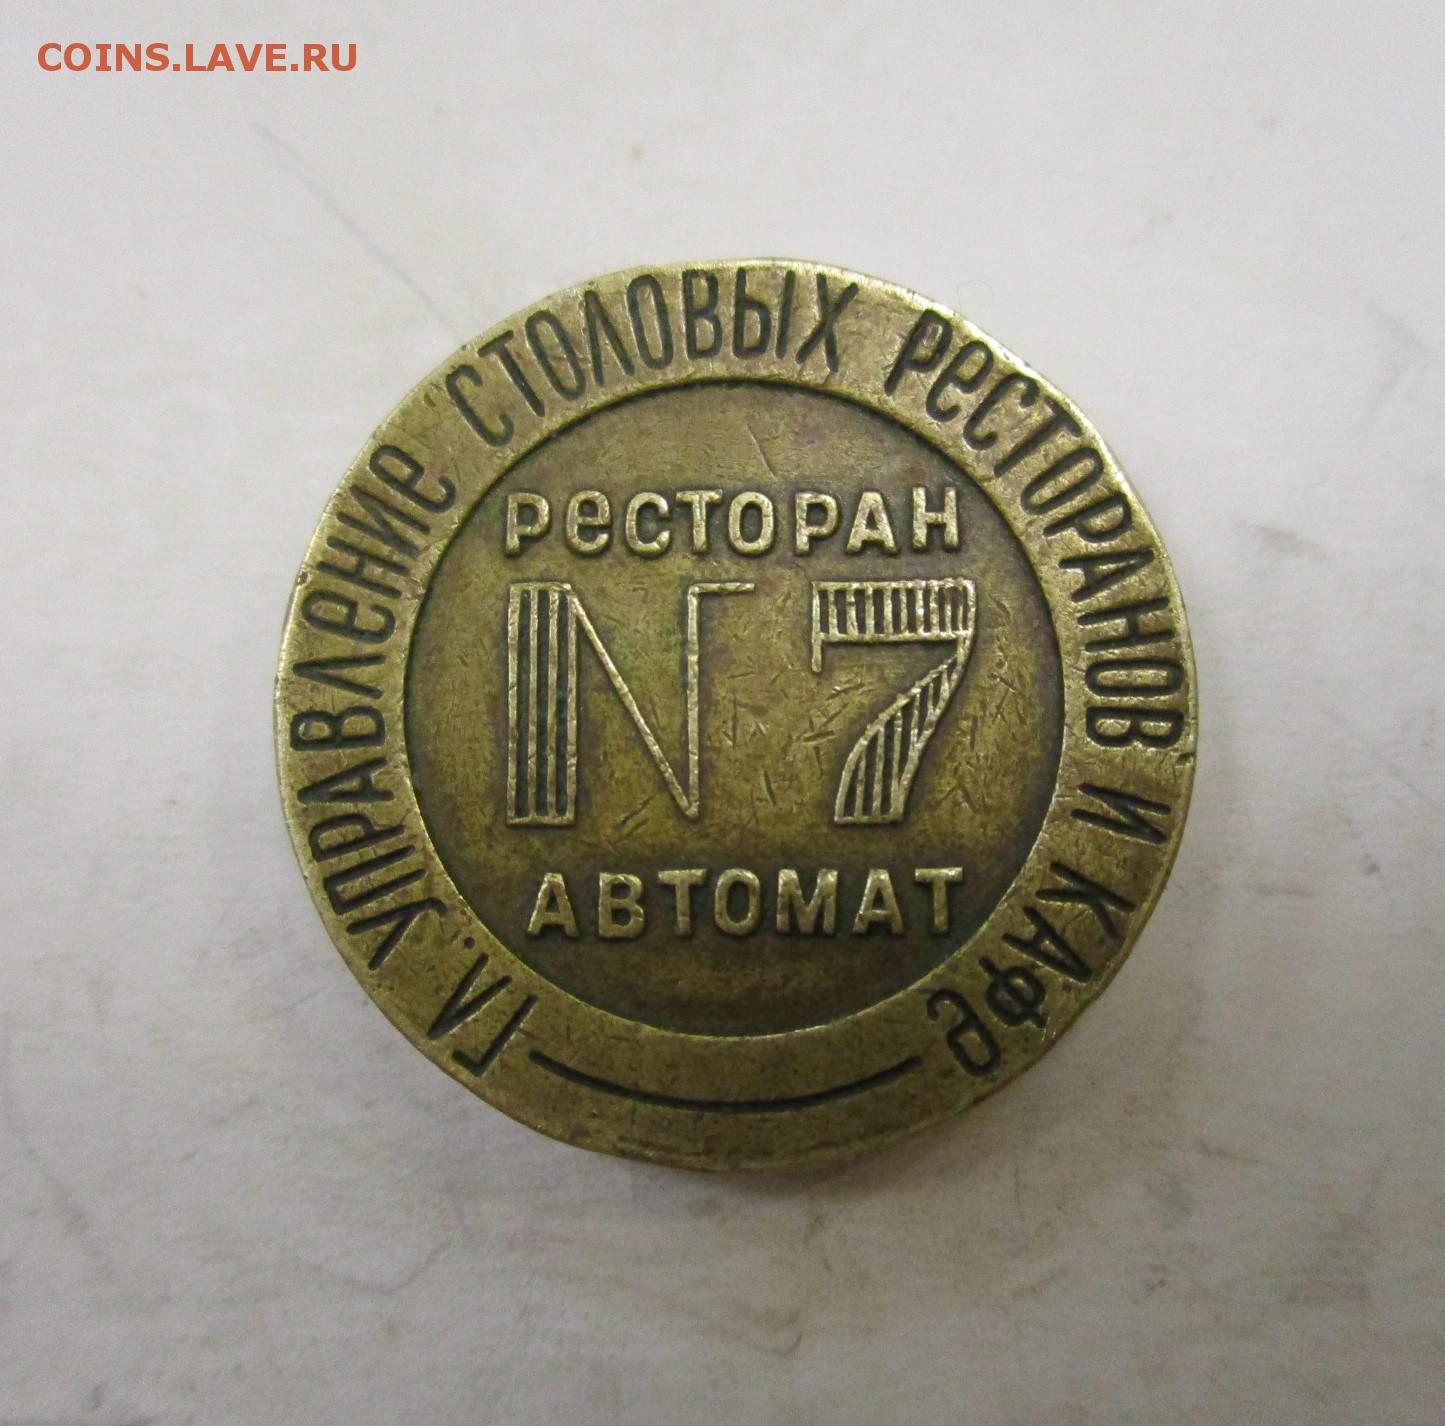 COINS.LAVE.RU
ГЛ. УПРАВЛЕНИЕ СТОЛОВЫХ РЕСТОРАНОВ И КАФЕ
РЕСТОРАН
N7
АВТОМАТ